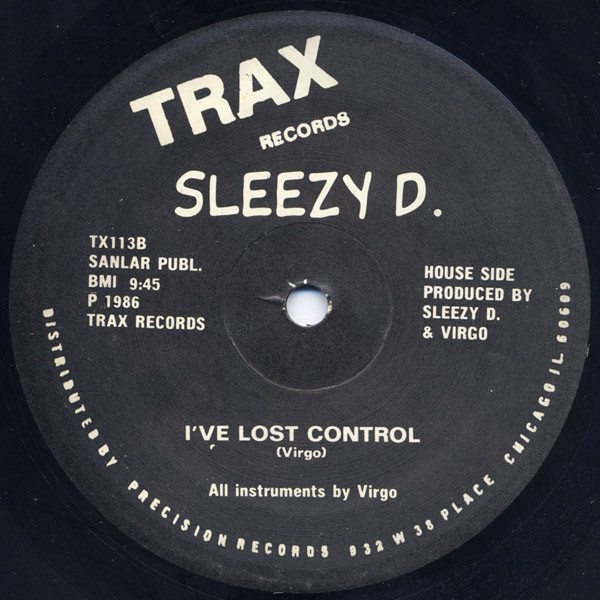 TRAX
RECORDS
SLEEZY D.
TX113B
SANLAR PUBL.
BMI 9:45
P 1986
TRAX RECORDS
HOUSE SIDE
PRODUCED BY
SLEEZY D.
& VIRGO
I'VE LOST CONTROL
(Virgo)
All instruments by Virgo
DISTRIBUTED BY PRECISION RECORDS 932 W 38 PLACE CHICAGO IL 60609